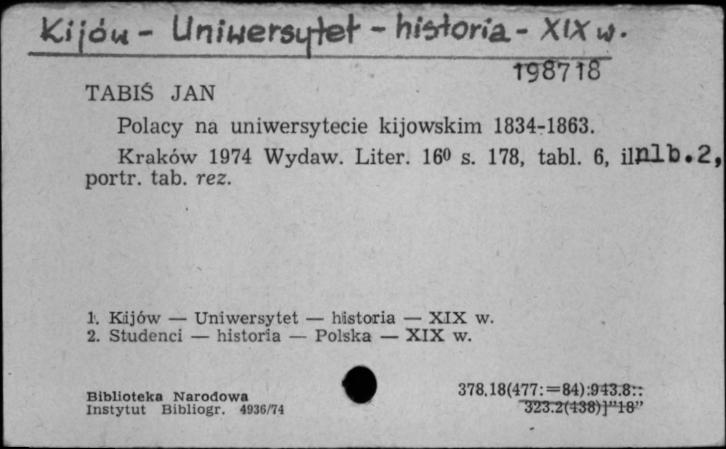 Kijów - Uniwersytet - historia - XIX w.
198718
TABIŚ JAN
Polacy na uniwersytecie kijowskim 1834-1863.
Kraków 1974 Wydaw. Liter. 16⁰ s. 178, tabl. 6, il nlb.2,
portr. tab. rez.
1. Kijów — Uniwersytet — historia — XIX w.
2. Studenci — historia — Polska — XIX w.
378.18(477:=84):943.8::
Biblioteka Narodowa
323.2(438)]"18"
Instytut Bibliogr. 4936/74